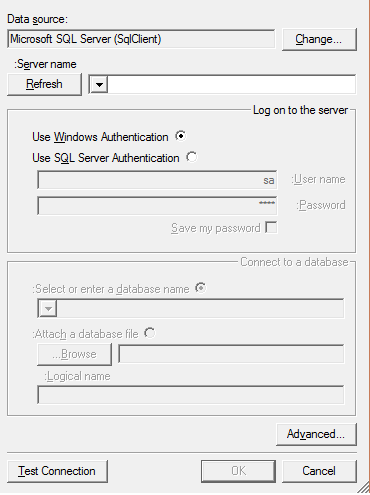 Data source:
Microsoft SQL Server (SqlClient)
Change...
:Server name
Refresh
Log on to the server
Use Windows Authentication
Use SQL Server Authentication
sa
:User name
****
:Password
Save my password
Connect to a database
:Select or enter a database name
:Attach a database file
...Browse
:Logical name
Advanced...
Test Connection
OK
Cancel